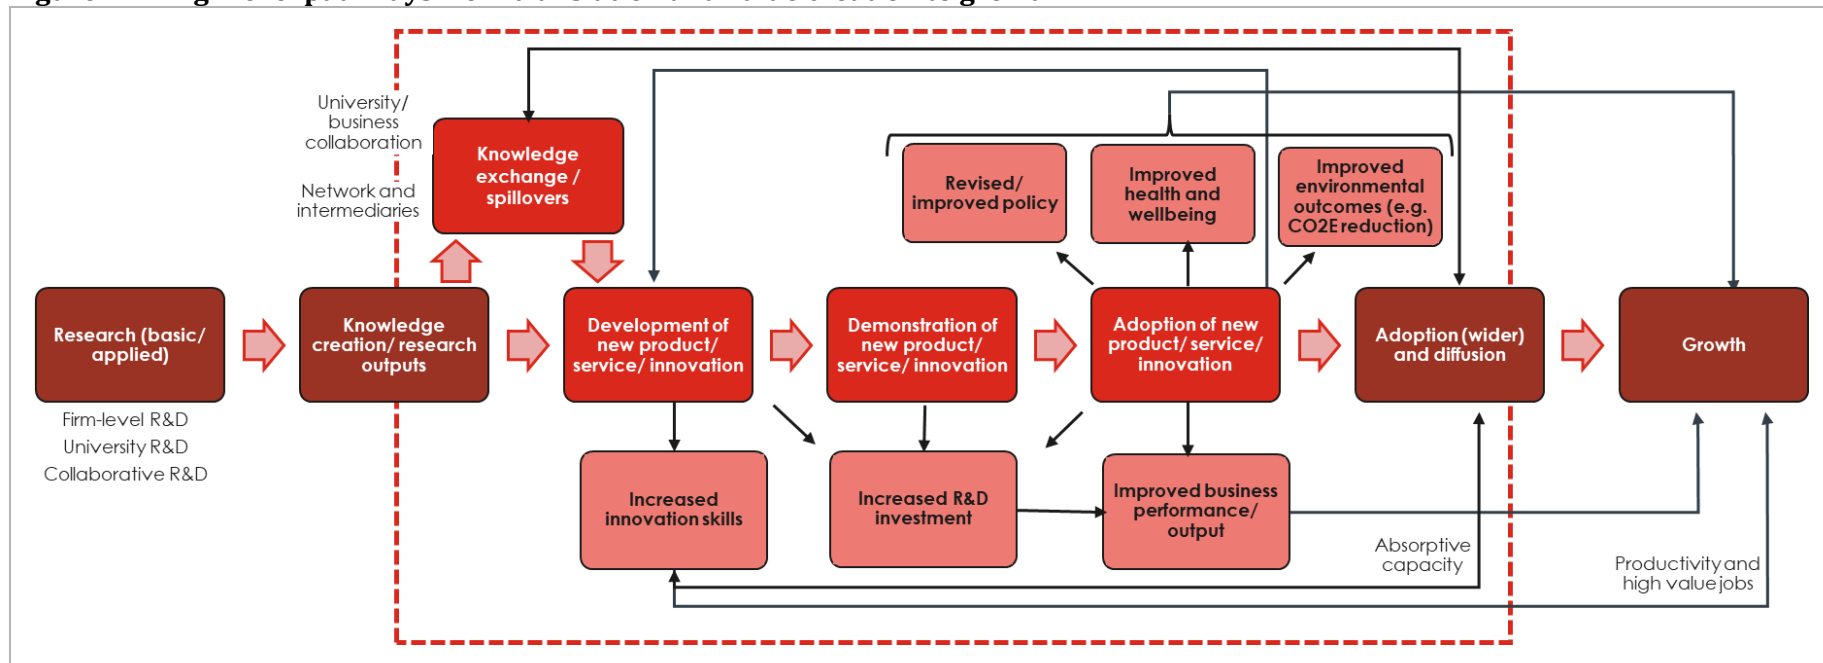 University/
business
collaboration
Network and
intermediaries
Knowledge
exchange /
spillovers
Revised/
improved policy
Improved
health and
wellbeing
Improved
environmental
outcomes (e.g.
CO2E reduction)
Research (basic/
applied)
Knowledge
creation/ research
outputs
Development of
new product/
service/ innovation
Demonstration of
new product/
service/ innovation
Adoption of new
product/ service/
innovation
Adoption (wider)
and diffusion
Growth
Firm-level R&D
University R&D
Collaborative R&D
Increased
innovation skills
Increased R&D
investment
Improved business
performance/
output
Absorptive
capacity
Productivity and
high value jobs